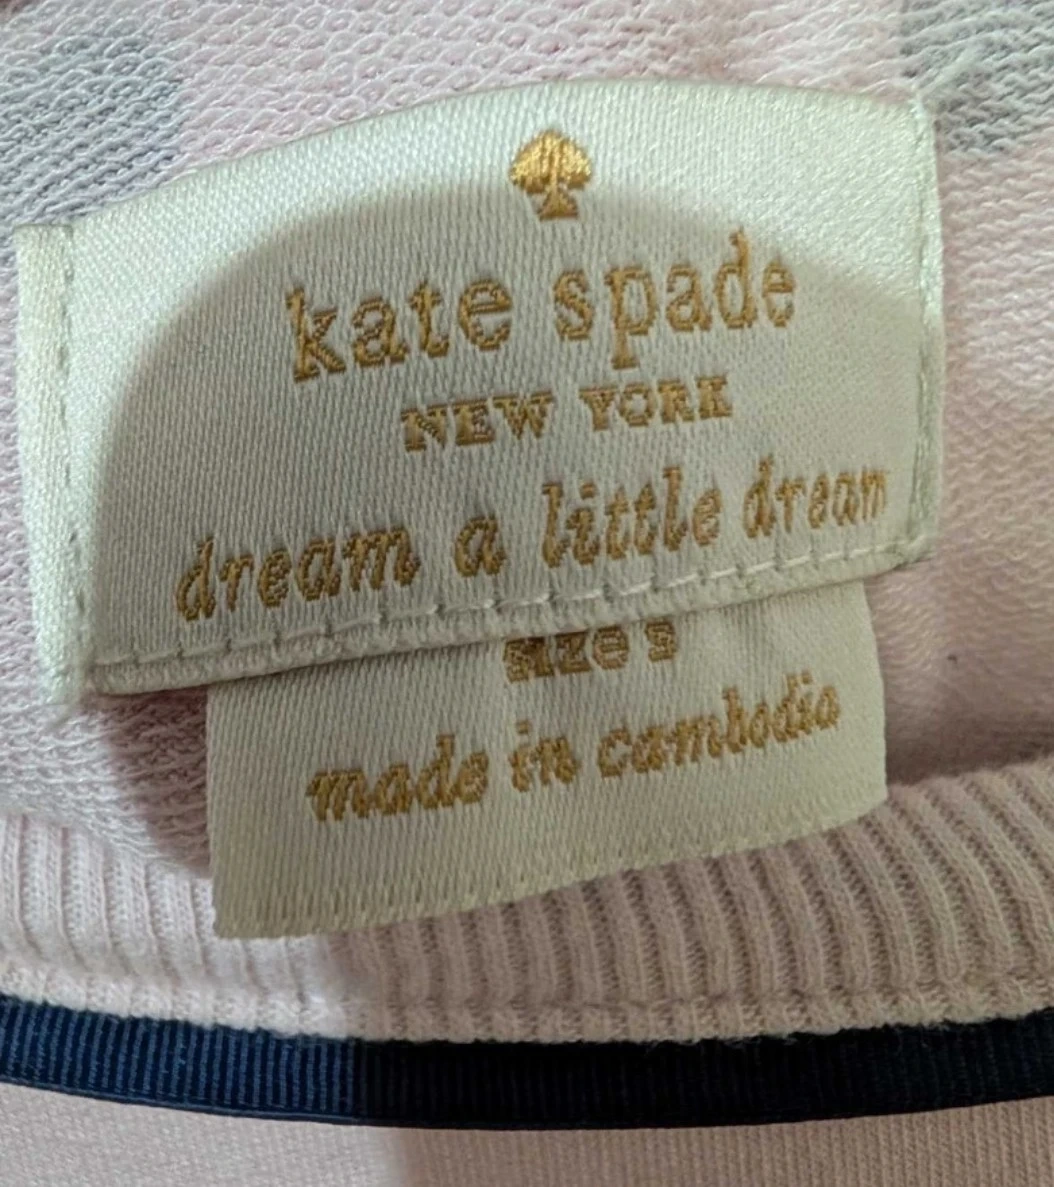 kate spade
NEW YORK
dream a little dream
size s
made in cambodia